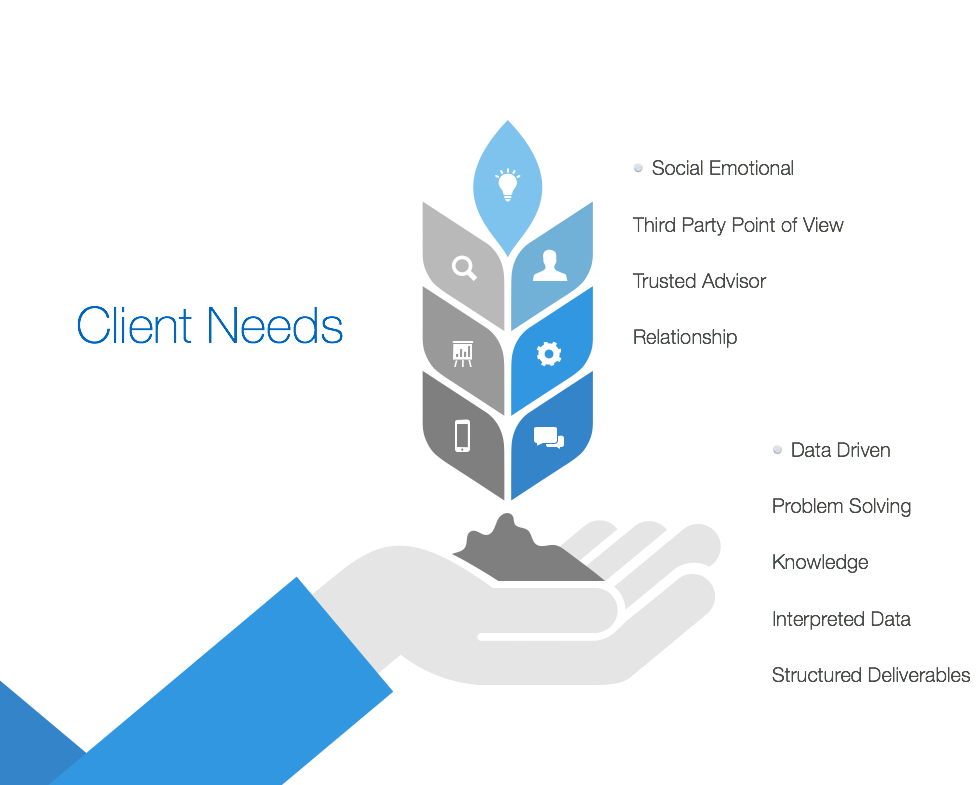 Client Needs
Social Emotional
Third Party Point of View
Trusted Advisor
Relationship
Data Driven
Problem Solving
Knowledge
Interpreted Data
Structured Deliverables